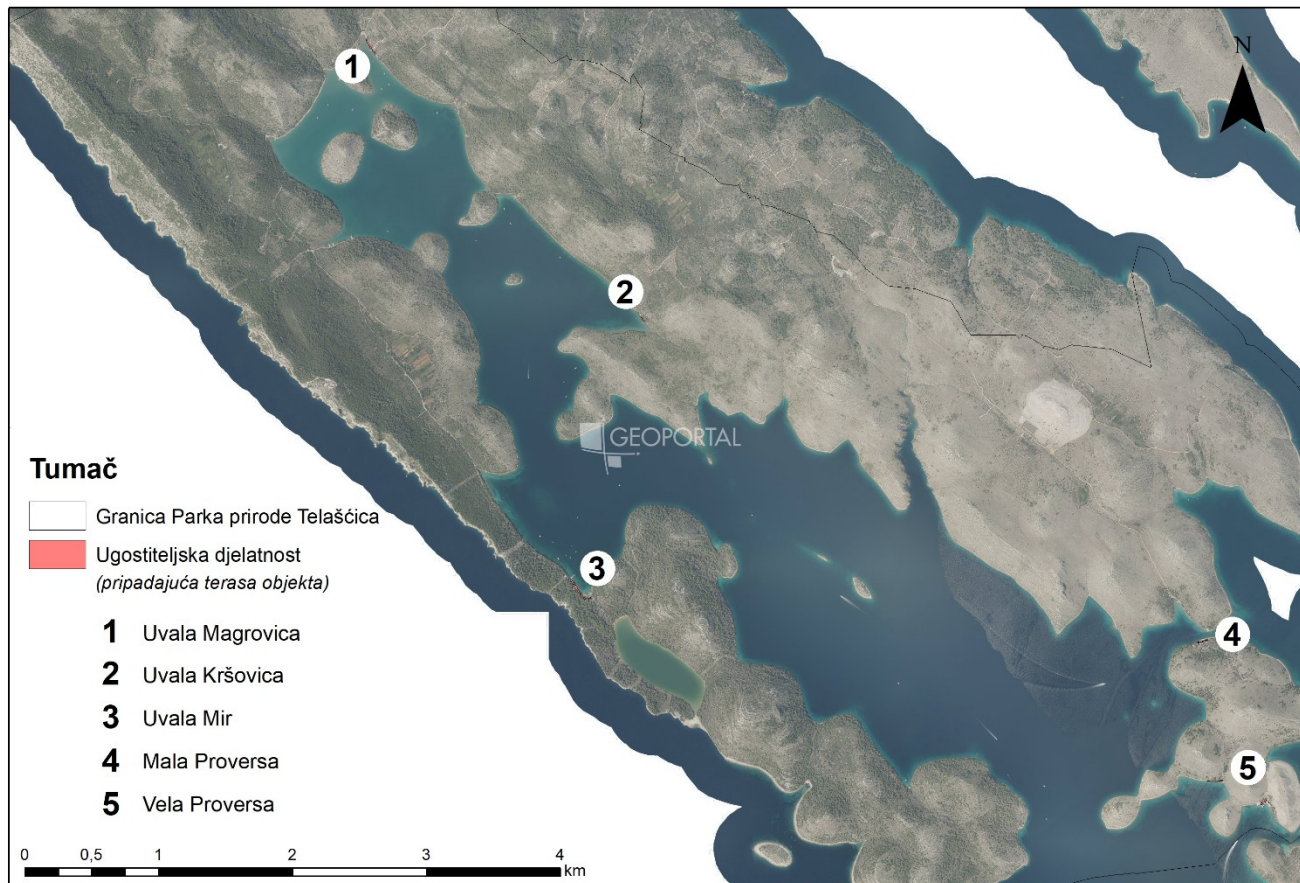 1
N
2
GEOPORTAL
3
4
5
Tumač
Granica Parka prirode Telašćica
Ugostiteljska djelatnost
(pripadajuća terasa objekta)
1 Uvala Magrovica
2 Uvala Kršovica
3 Uvala Mir
4 Mala Proversa
5 Vela Proversa
0 0,5 1 2 3 4
km